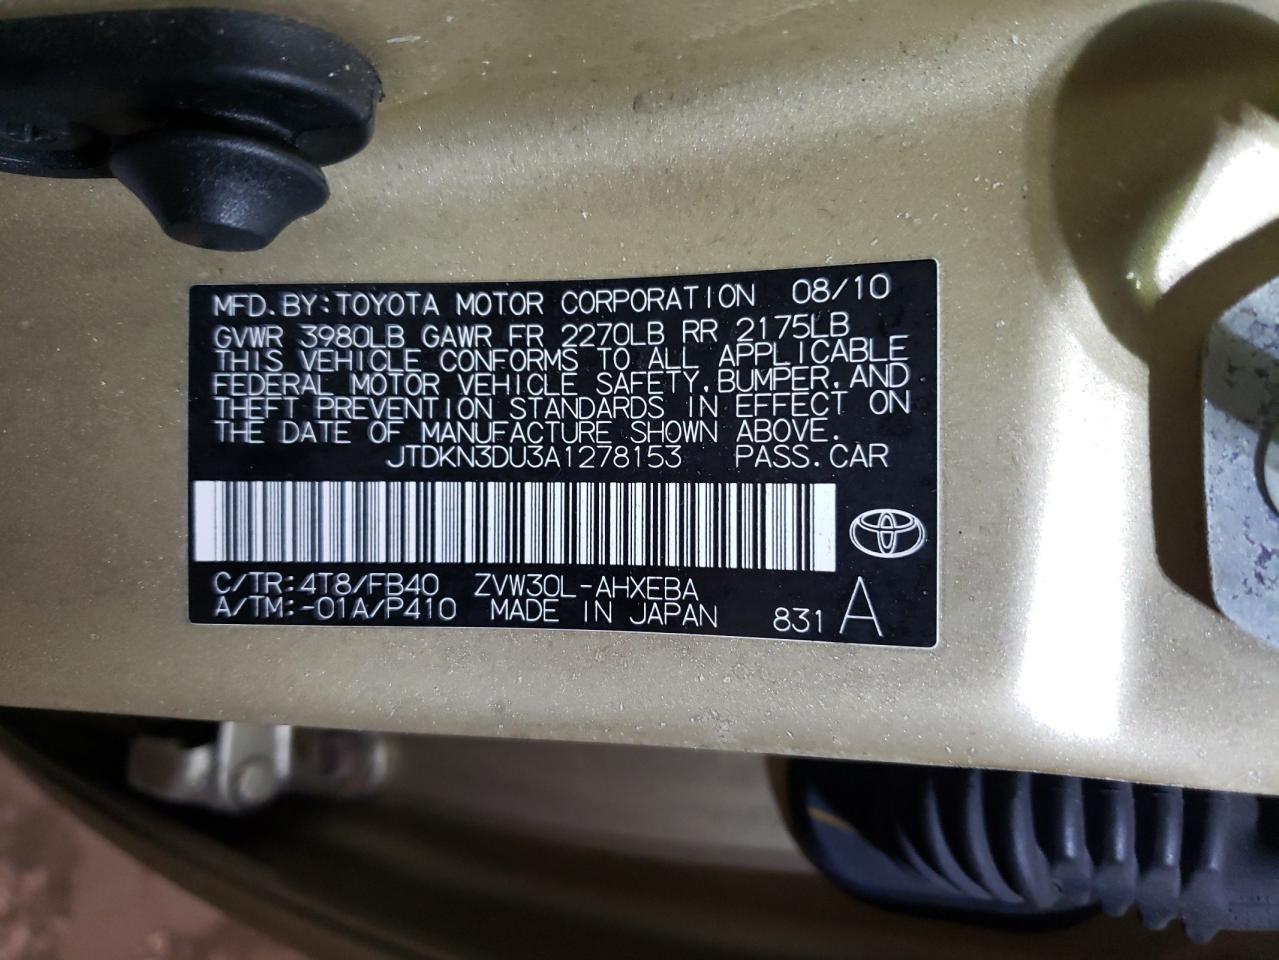 MFD.BY:TOYOTA MOTOR CORPORATION 08/10
GVWR 3980LB GAWR FR 2270LB RR 2175LB
THIS VEHICLE CONFORMS TO ALL APPLICABLE
FEDERAL MOTOR VEHICLE SAFETY,BUMPER,AND
THEFT PREVENTION STANDARDS IN EFFECT ON
THE DATE OF MANUFACTURE SHOWN ABOVE.
JTDKN3DU3A1278153 PASS.CAR
C/TR:4T8/FB40 ZVW30L-AHXEBA
A/TM:-01A/P410 MADE IN JAPAN 831 A